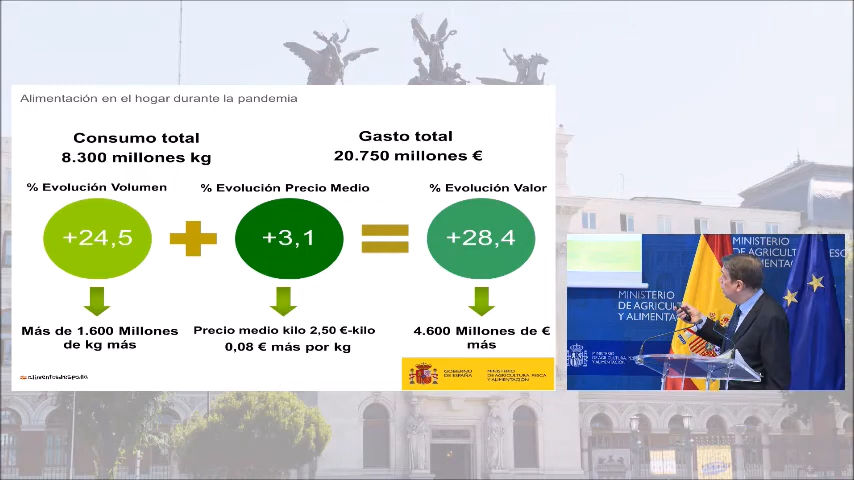 Alimentación en el hogar durante la pandemia
Consumo total
8.300 millones kg
Gasto total
20.750 millones €
% Evolución Volumen
% Evolución Precio Medio
% Evolución Valor
+24,5
+3,1
+28,4
Más de 1.600 Millones
de kg más
Precio medio kilo 2,50 €-kilo
0,08 € más por kg
4.600 Millones de €
más
GOBIERNO
DE ESPAÑA
MINISTERIO
DE AGRICULTURA, PESCA
Y ALIMENTACIÓN
MINISTERIO
DE AGRICULTURA
Y ALIMENTA
MINISTERIO
DE AGRICULTURA, PESC